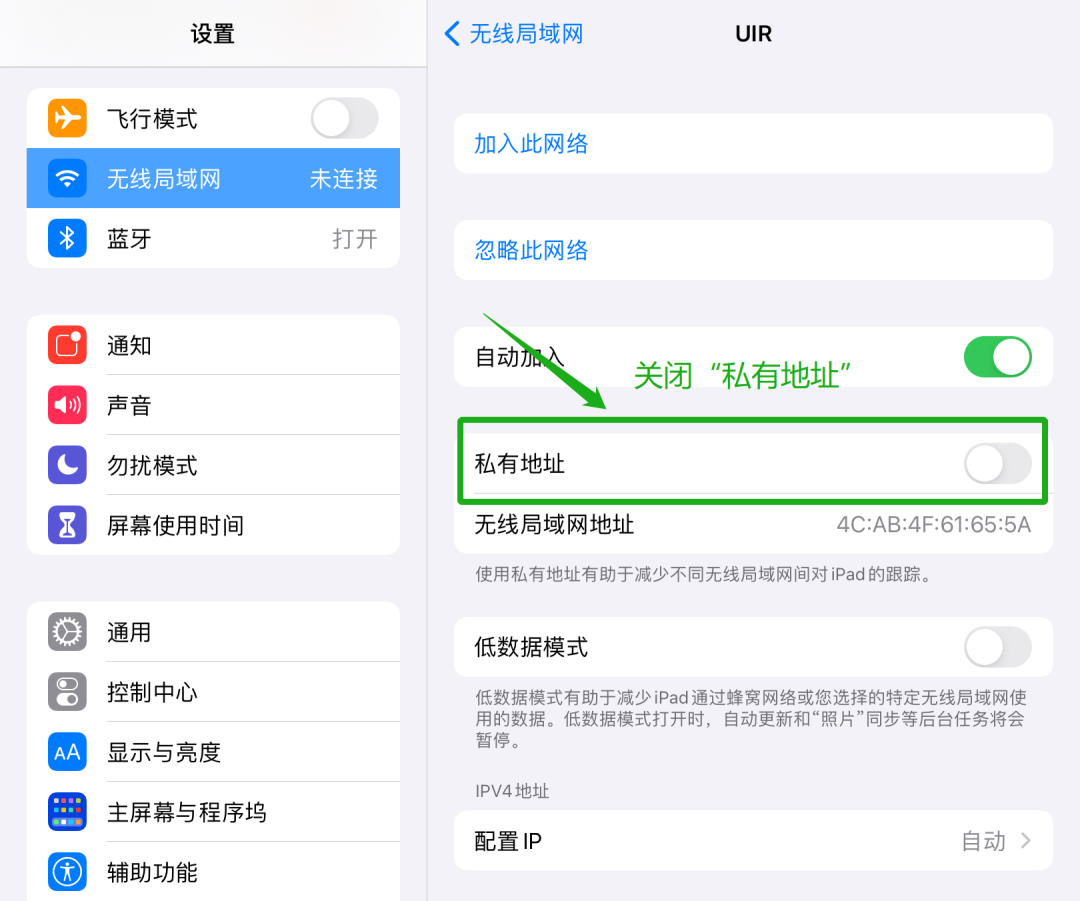 设置
飞行模式
无线局域网 未连接
蓝牙 打开
通知
声音
勿扰模式
屏幕使用时间
通用
控制中心
AA 显示与亮度
主屏幕与程序坞
辅助功能
无线局域网 UIR
加入此网络
忽略此网络
自动加入
关闭“私有地址”
私有地址
无线局域网地址 4C:AB:4F:61:65:5A
使用私有地址有助于减少不同无线局域网间对 iPad 的跟踪。
低数据模式
低数据模式有助于减少 iPad 通过蜂窝网络或您选择的特定无线局域网使
用的数据。低数据模式打开时，自动更新和“照片”同步等后台任务将会
暂停。
IPV4 地址
配置 IP 自动